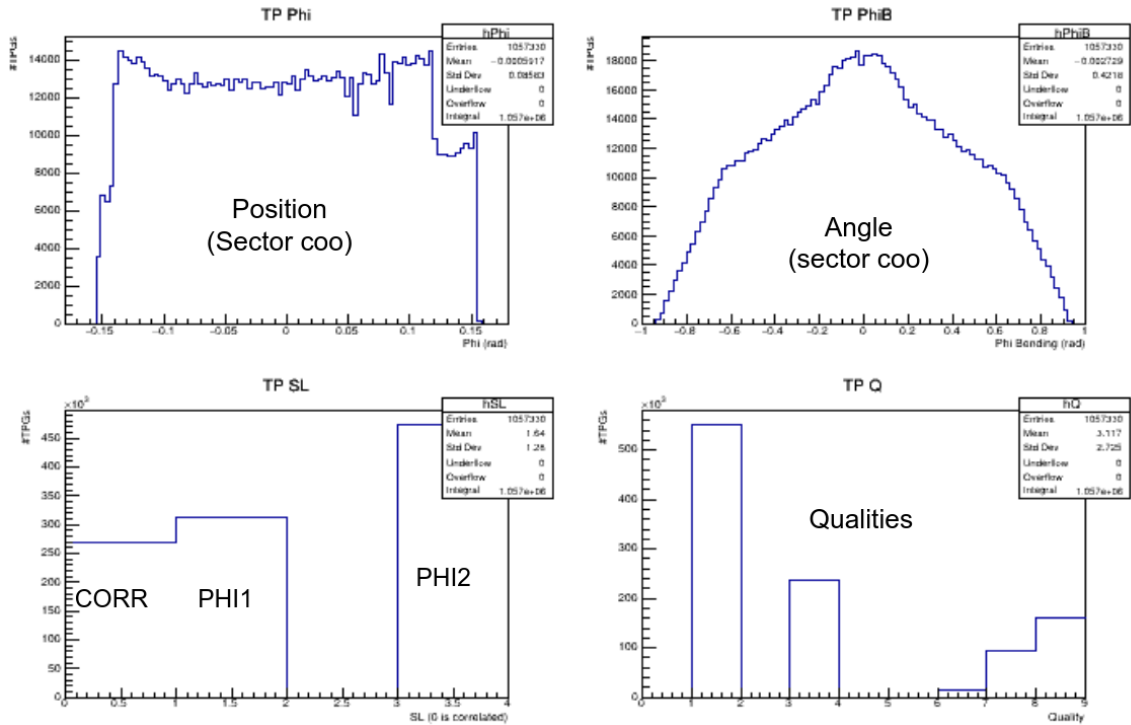 TP Phi
hPhi
Entries 1057330
Mean −0.0005917
Std Dev 0.08583
Underflow 0
Overflow 0
Integral 1.057e+06
14000
12000
10000
8000
6000
4000
2000
0
Position
(Sector coo)
−0.15 −0.1 −0.05 0 0.05 0.1 0.15
Phi (rad)
TP PhiB
hPhiB
Entries 1057330
Mean −0.002729
Std Dev 0.4218
Underflow 0
Overflow 0
Integral 1.057e+06
18000
16000
14000
12000
10000
8000
6000
4000
2000
0
Angle
(sector coo)
−1 −0.8 −0.6 −0.4 −0.2 0 0.2 0.4 0.6 0.8 1
Phi Bending (rad)
TP SL
×10³
#TPGs
hSL
Entries 1057330
Mean 1.64
Std Dev 1.28
Underflow 0
Overflow 0
Integral 1.057e+06
450
400
350
300
250
200
150
100
50
0
CORR PHI1 PHI2
0 0.5 1 1.5 2 2.5 3 3.5 4
SL (0 is correlated)
TP Q
×10³
#TPGs
hQ
Entries 1057330
Mean 3.117
Std Dev 2.725
Underflow 0
Overflow 0
Integral 1.057e+06
500
400
300
200
100
0
Qualities
0 1 2 3 4 5 6 7 8 9
Quality